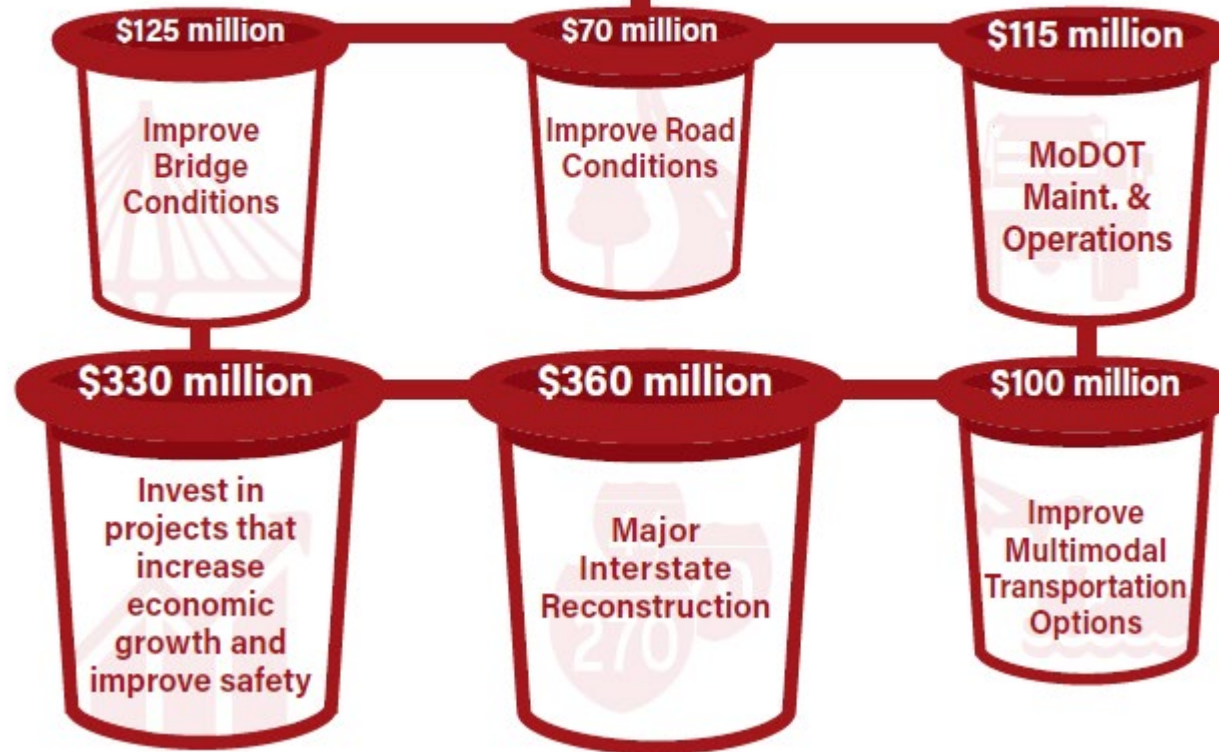 $125 million
Improve
Bridge
Conditions
$70 million
Improve Road
Conditions
$115 million
MoDOT
Maint. &
Operations
$330 million
Invest in
projects that
increase
economic
growth and
improve safety
$360 million
Major
Interstate
Reconstruction
270
$100 million
Improve
Multimodal
Transportation
Options